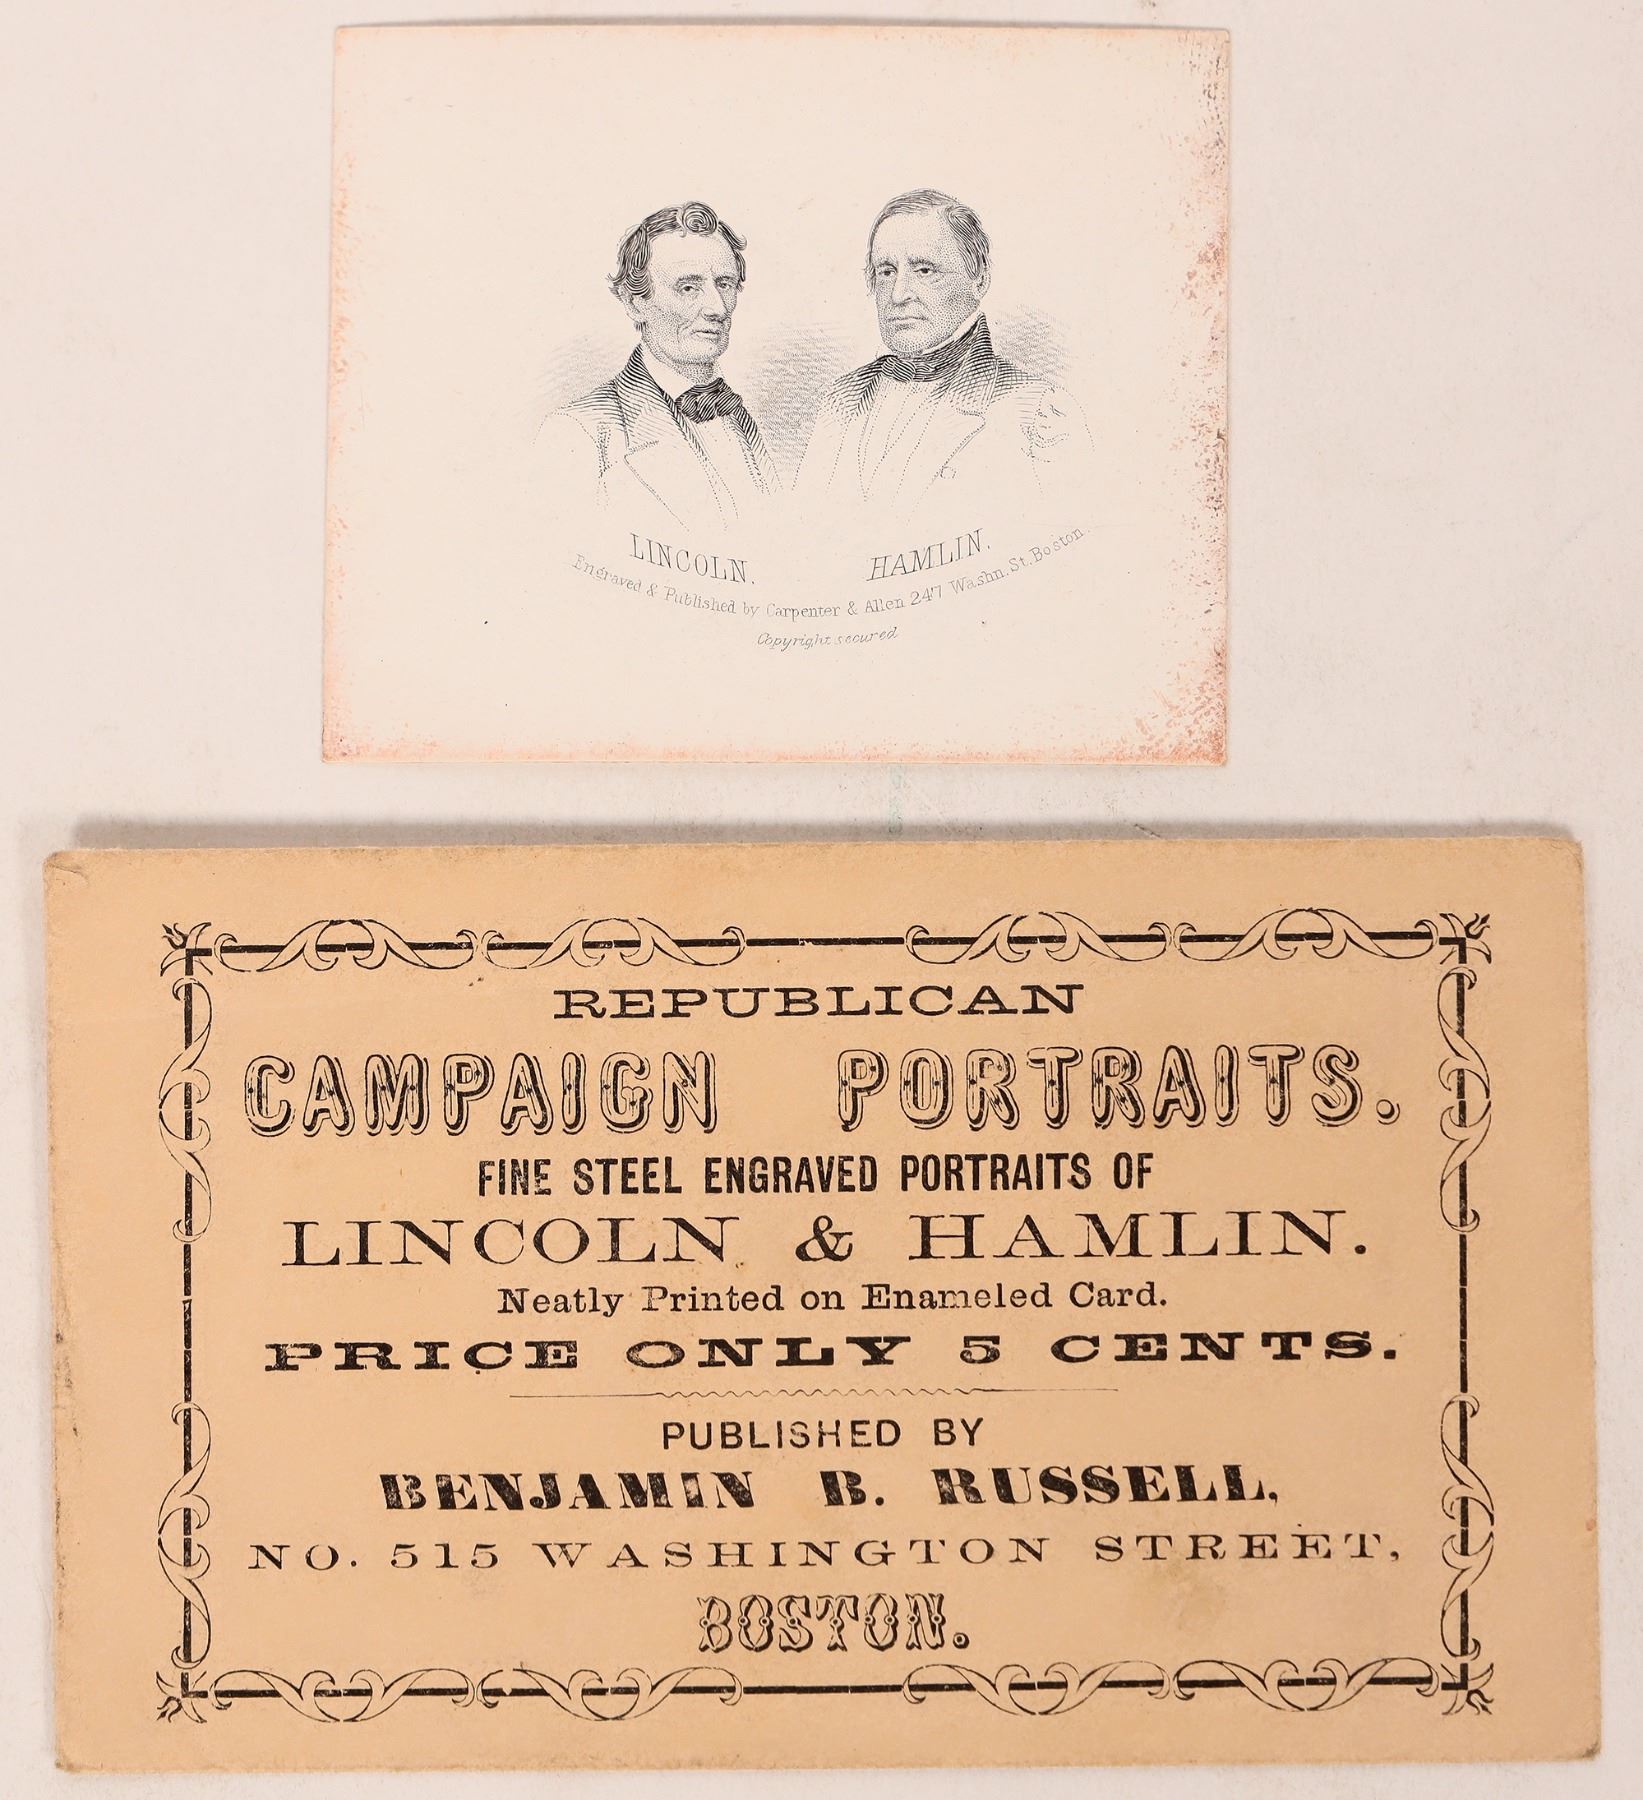 LINCOLN. HAMLIN.
Engraved & Published by Carpenter & Allen 247 Washn. St. Boston.
Copyright secured
REPUBLICAN
CAMPAIGN PORTRAITS.
FINE STEEL ENGRAVED PORTRAITS OF
LINCOLN & HAMLIN.
Neatly Printed on Enameled Card.
PRICE ONLY 5 CENTS.
PUBLISHED BY
BENJAMIN B. RUSSELL,
NO. 515 WASHINGTON STREET,
BOSTON.